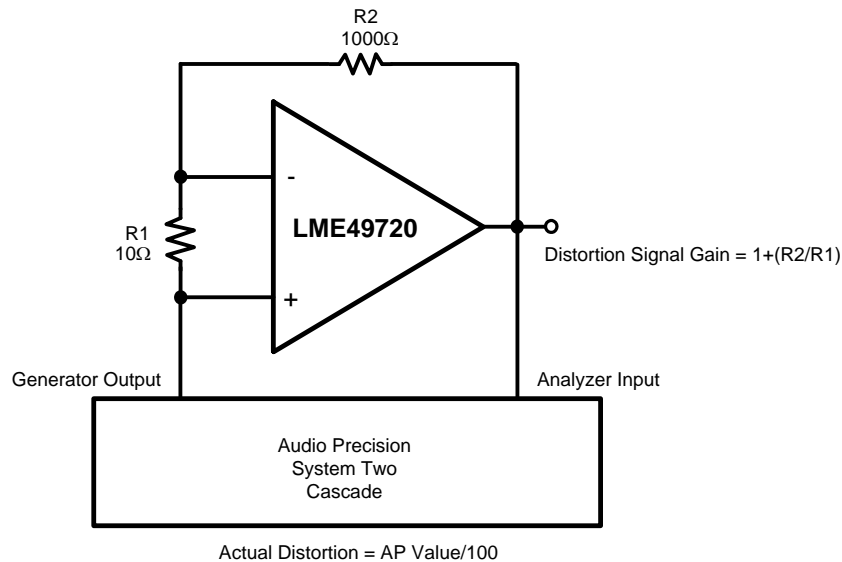 R2
1000Ω
-
LME49720
R1
10Ω
Distortion Signal Gain = 1+(R2/R1)
+
Generator Output
Analyzer Input
Audio Precision
System Two
Cascade
Actual Distortion = AP Value/100